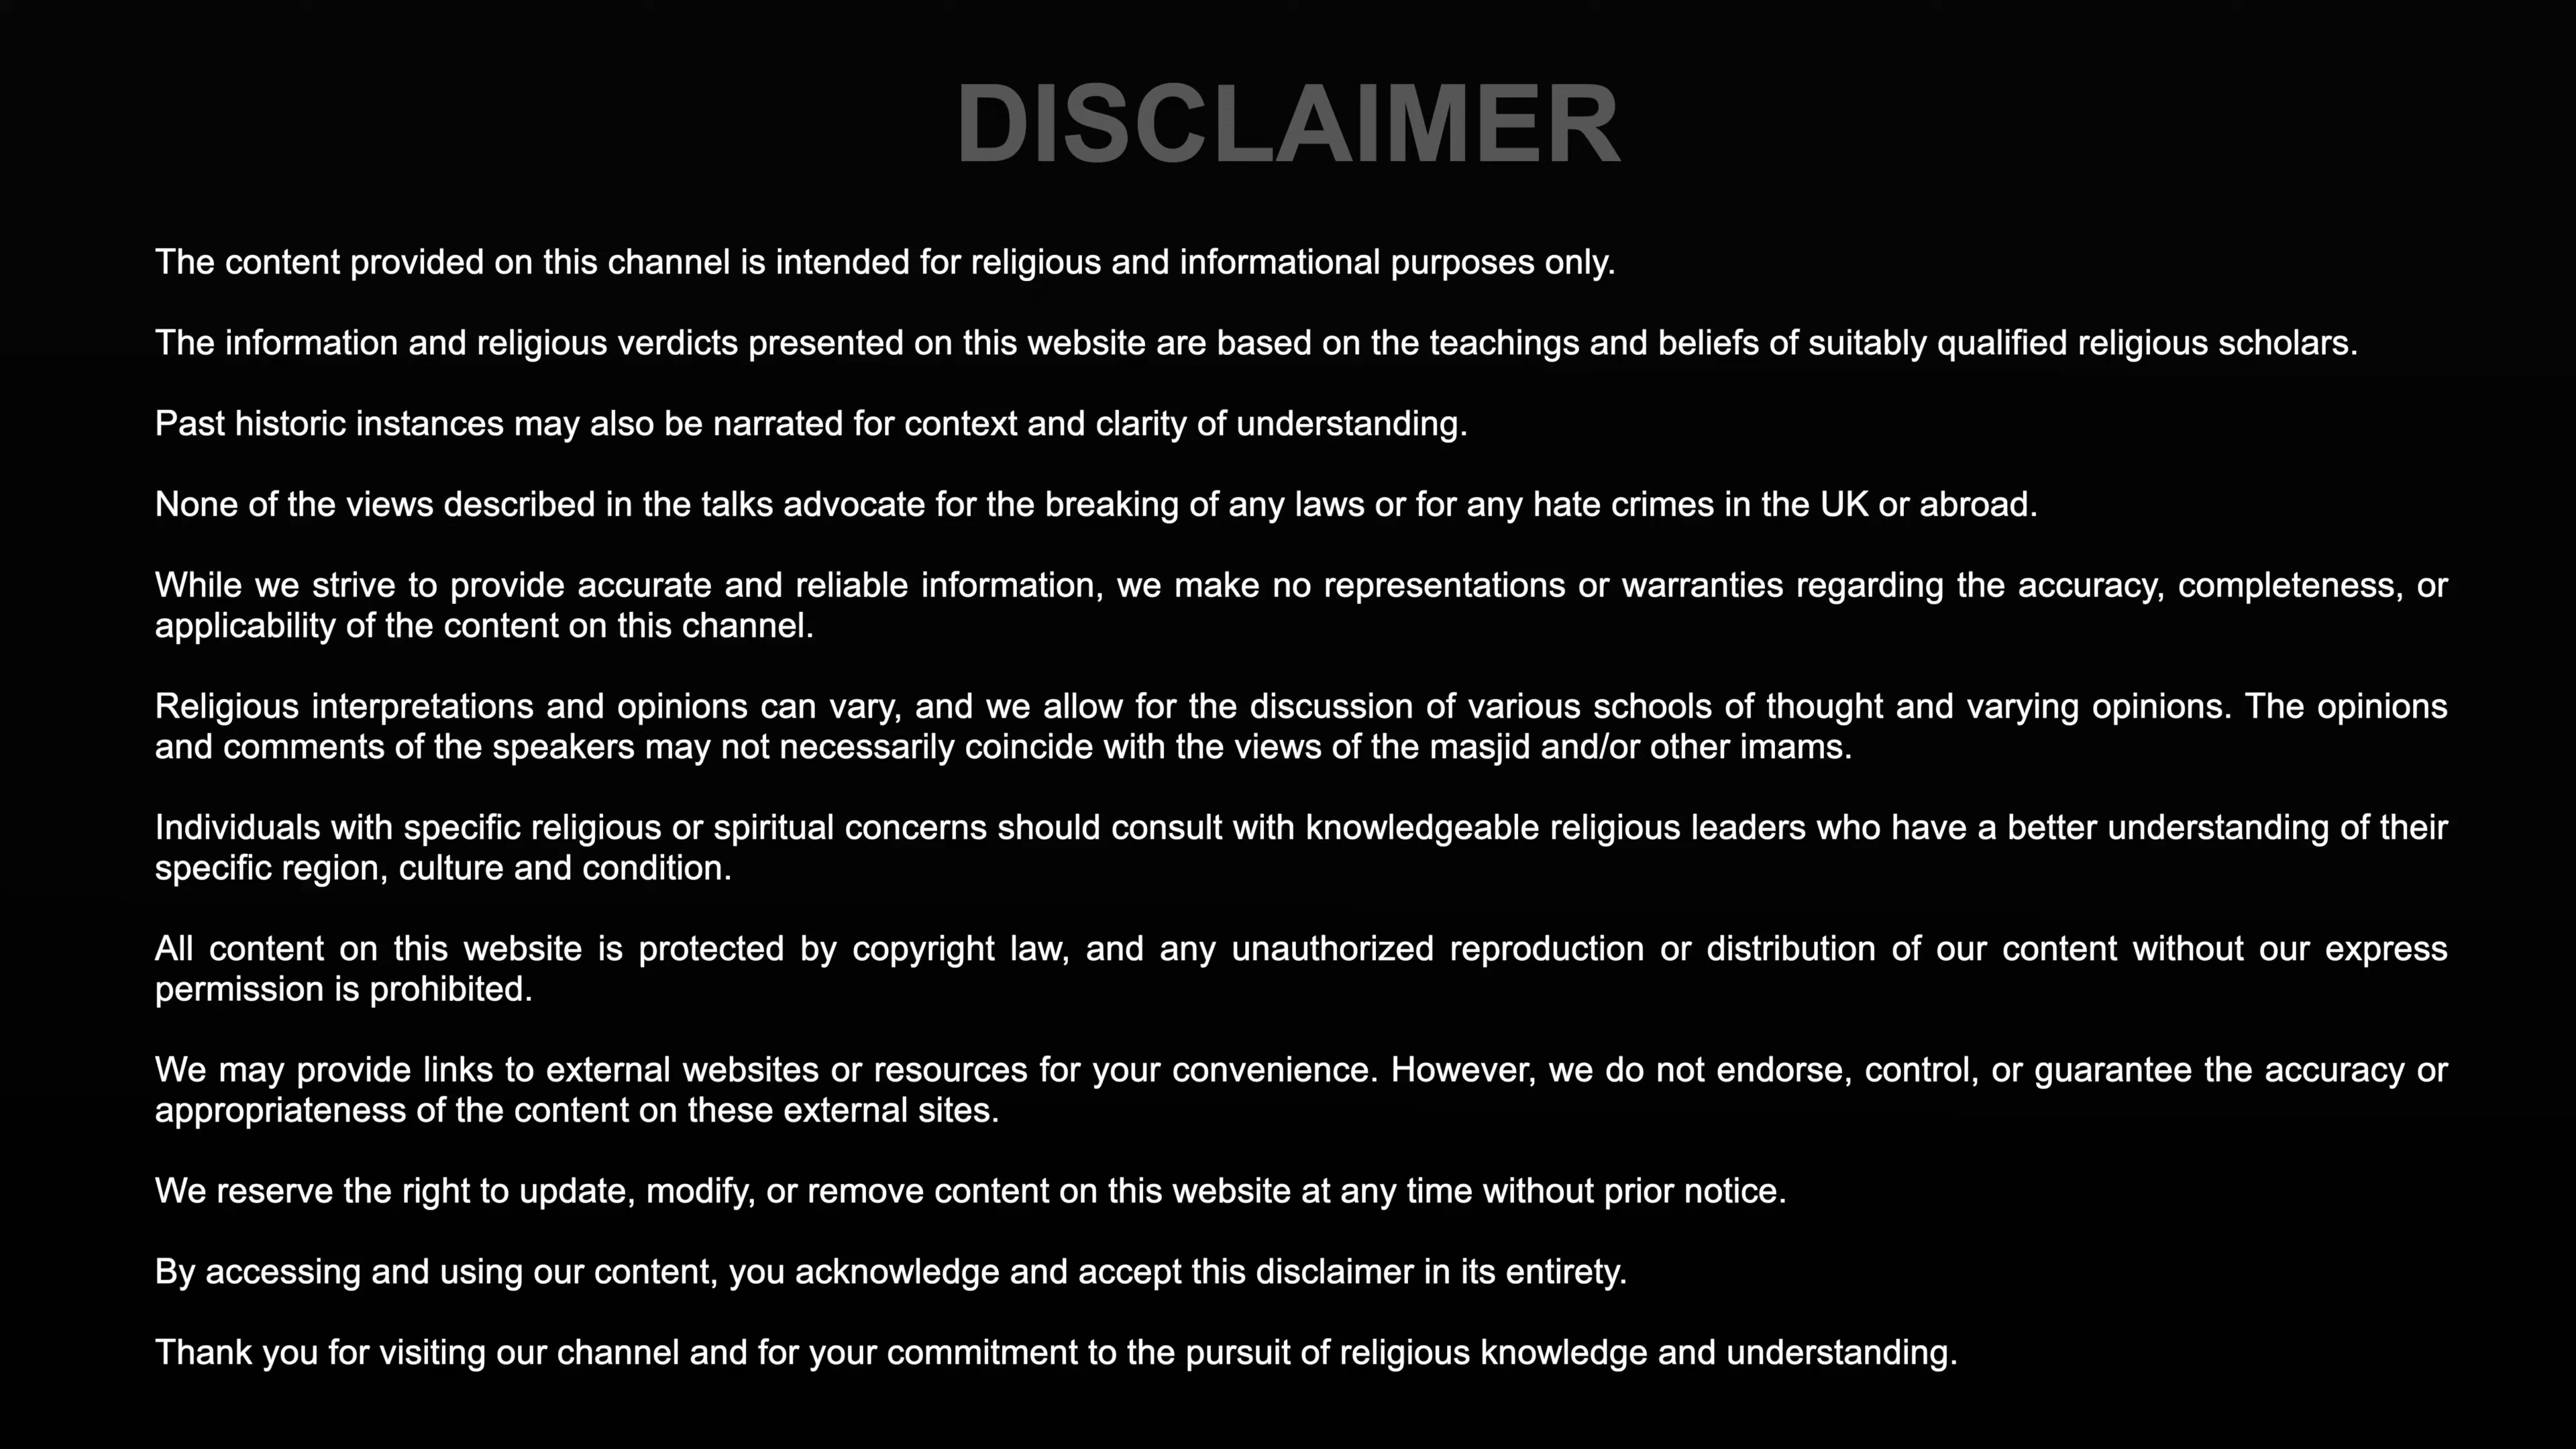 DISCLAIMER
The content provided on this channel is intended for religious and informational purposes only.
The information and religious verdicts presented on this website are based on the teachings and beliefs of suitably qualified religious scholars.
Past historic instances may also be narrated for context and clarity of understanding.
None of the views described in the talks advocate for the breaking of any laws or for any hate crimes in the UK or abroad.
While we strive to provide accurate and reliable information, we make no representations or warranties regarding the accuracy, completeness, or
applicability of the content on this channel.
Religious interpretations and opinions can vary, and we allow for the discussion of various schools of thought and varying opinions. The opinions
and comments of the speakers may not necessarily coincide with the views of the masjid and/or other imams.
Individuals with specific religious or spiritual concerns should consult with knowledgeable religious leaders who have a better understanding of their
specific region, culture and condition.
All content on this website is protected by copyright law, and any unauthorized reproduction or distribution of our content without our express
permission is prohibited.
We may provide links to external websites or resources for your convenience. However, we do not endorse, control, or guarantee the accuracy or
appropriateness of the content on these external sites.
We reserve the right to update, modify, or remove content on this website at any time without prior notice.
By accessing and using our content, you acknowledge and accept this disclaimer in its entirety.
Thank you for visiting our channel and for your commitment to the pursuit of religious knowledge and understanding.